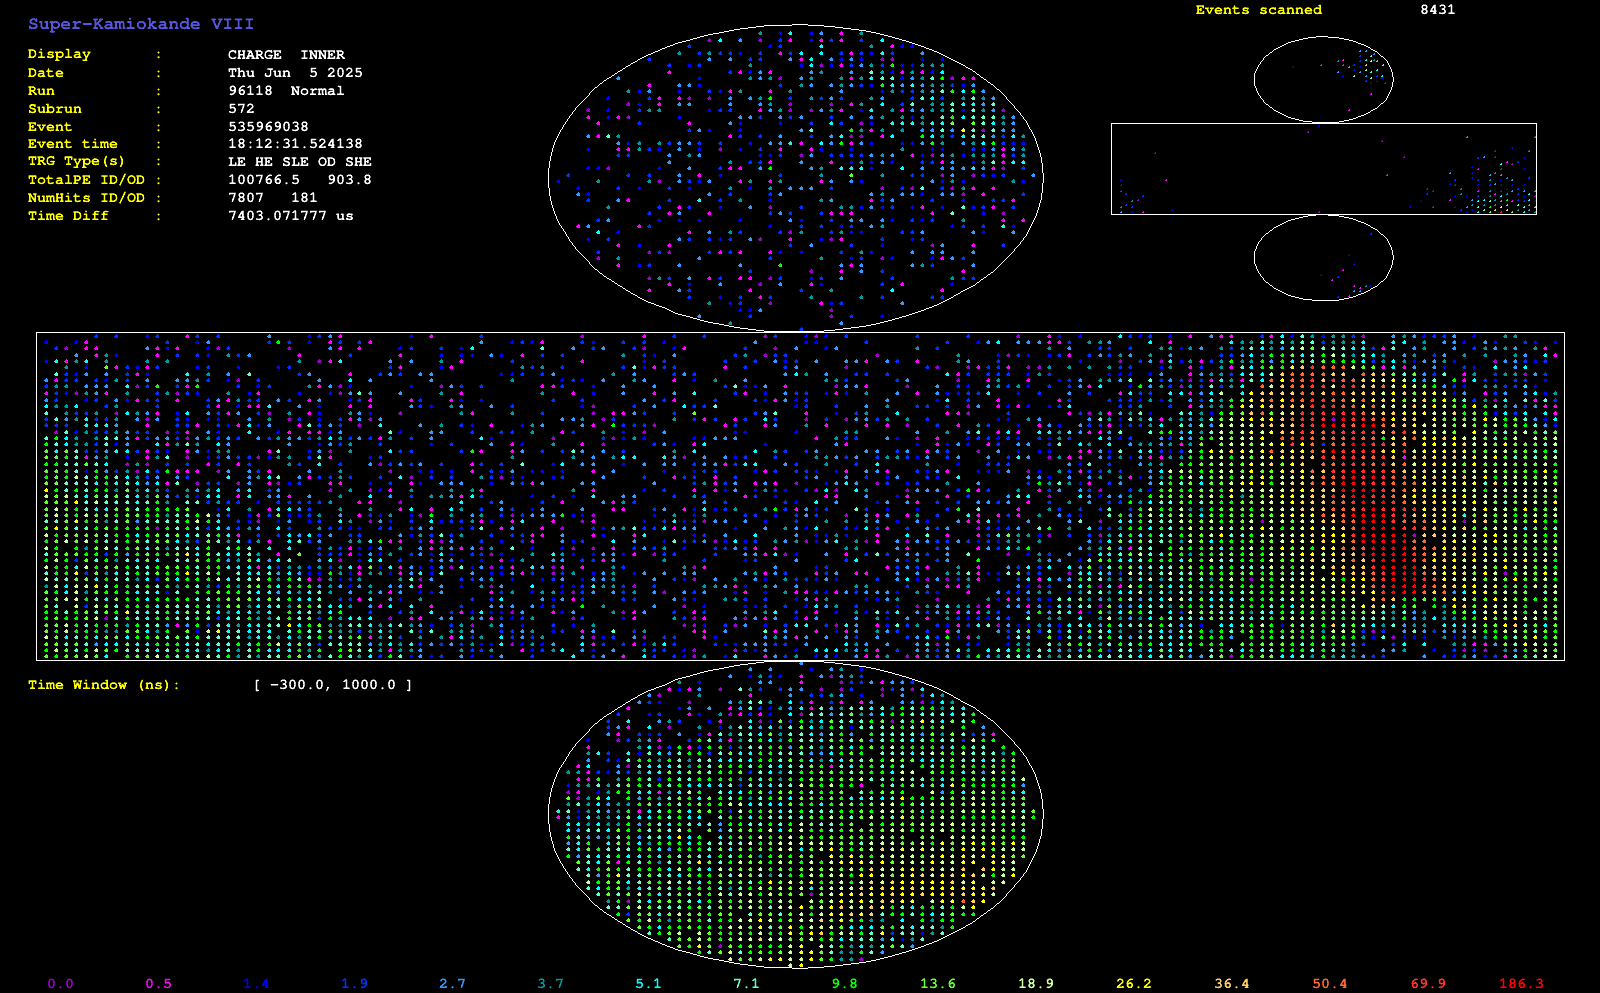 Super-Kamiokande VIII
Events scanned 8431
Display : CHARGE INNER
Date : Thu Jun 5 2025
Run : 96118 Normal
Subrun : 572
Event : 535969038
Event time : 18:12:31.524138
TRG Type(s) : LE HE SLE OD SHE
TotalPE ID/OD : 100766.5 903.8
NumHits ID/OD : 7807 181
Time Diff : 7403.071777 us
Time Window (ns): [ -300.0, 1000.0 ]
0.0 0.5 1.4 1.9 2.7 3.7 5.1 7.1 9.8 13.6 18.9 26.2 36.4 50.4 69.9 186.3